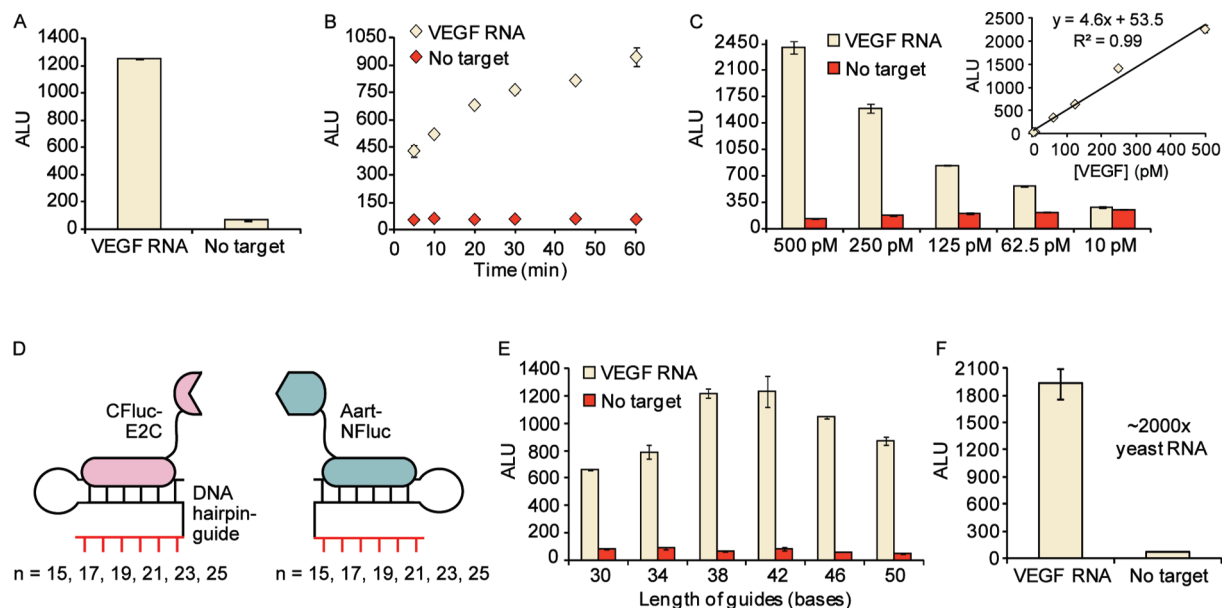 A
1400
1200
1000
800
600
400
200
0
ALU
VEGF RNA
No target
B
1050
900
750
600
450
300
150
0
ALU
VEGF RNA
No target
0
10
20
30
40
50
60
Time (min)
C
2450
2100
1750
1400
1050
700
350
0
ALU
VEGF RNA
No target
500 pM
250 pM
125 pM
62.5 pM
10 pM
y = 4.6x + 53.5
R² = 0.99
2500
2000
1500
1000
500
0
ALU
0
100
200
300
400
500
[VEGF] (pM)
D
CFluc-
E2C
Aart-
NFluc
DNA
hairpin-
guide
n = 15, 17, 19, 21, 23, 25
n = 15, 17, 19, 21, 23, 25
E
1400
1200
1000
800
600
400
200
0
ALU
VEGF RNA
No target
30
34
38
42
46
50
Length of guides (bases)
F
2100
1800
1500
1200
900
600
300
0
ALU
~2000x
yeast RNA
VEGF RNA
No target